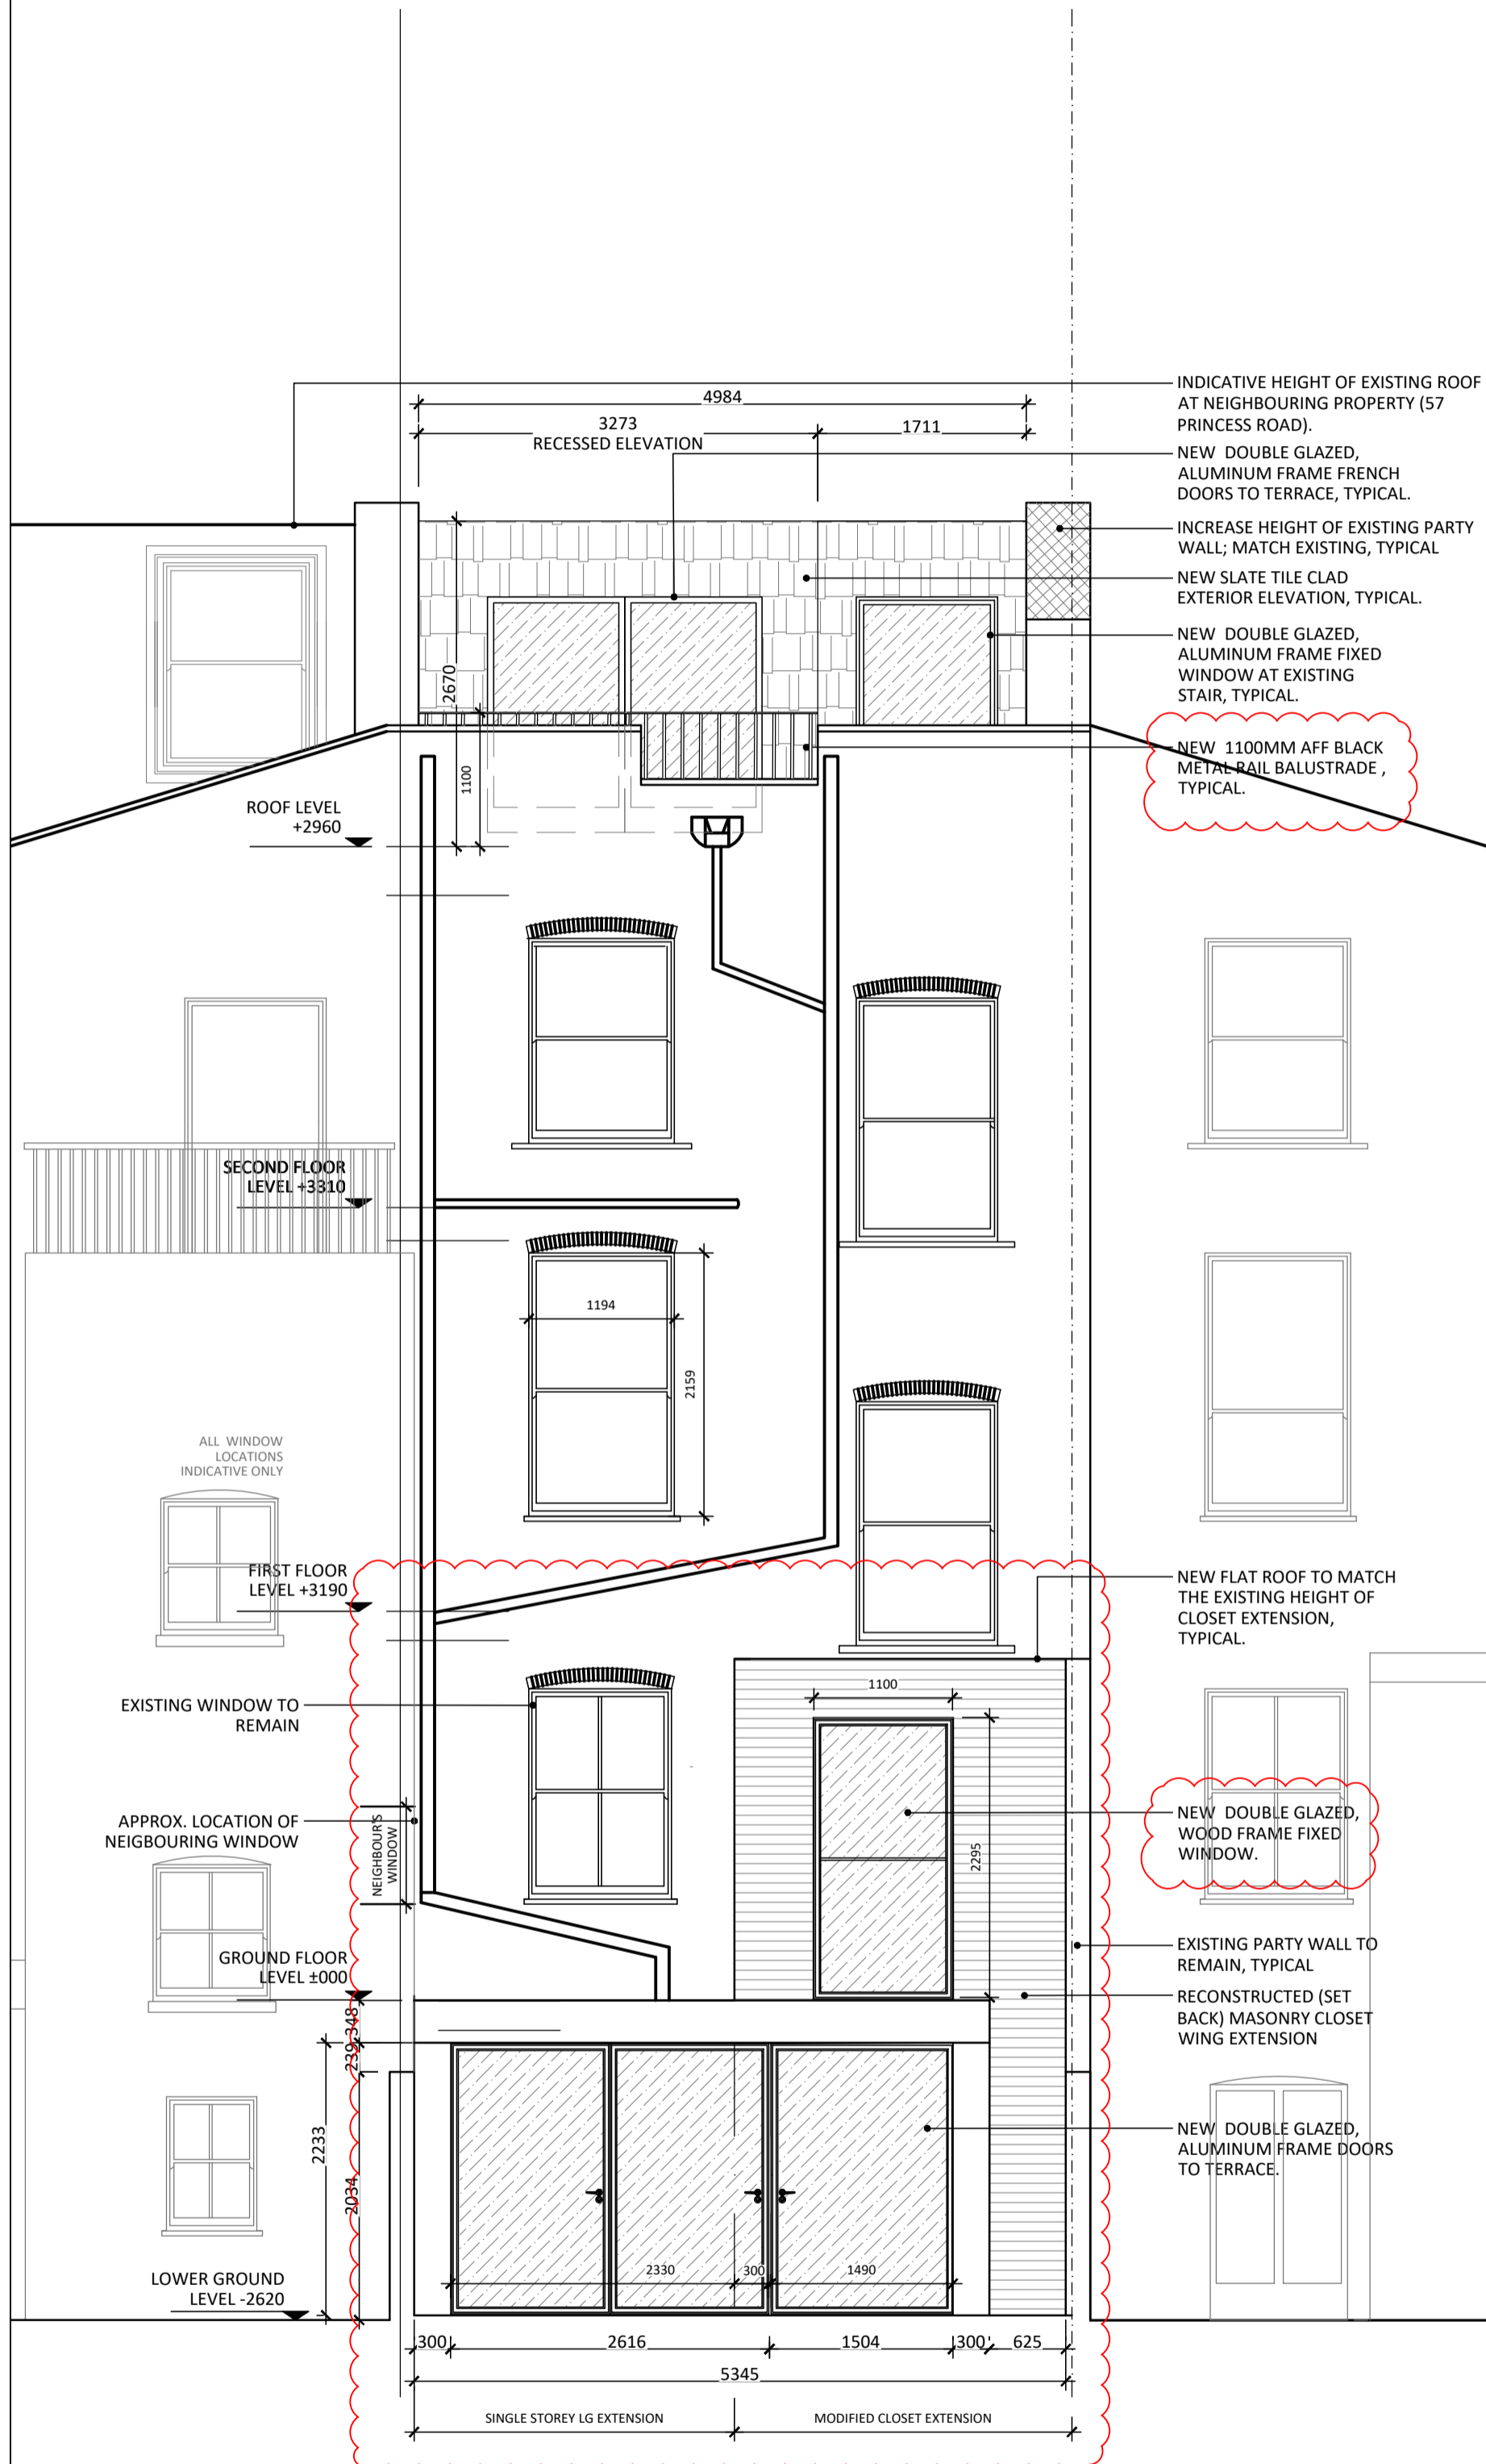 4984
3273
RECESSED ELEVATION
1711
INDICATIVE HEIGHT OF EXISTING ROOF
AT NEIGHBOURING PROPERTY (57
PRINCESS ROAD).
NEW DOUBLE GLAZED,
ALUMINUM FRAME FRENCH
DOORS TO TERRACE, TYPICAL.
INCREASE HEIGHT OF EXISTING PARTY
WALL; MATCH EXISTING, TYPICAL
NEW SLATE TILE CLAD
EXTERIOR ELEVATION, TYPICAL.
NEW DOUBLE GLAZED,
ALUMINUM FRAME FIXED
WINDOW AT EXISTING
STAIR, TYPICAL.
2670
1100
NEW 1100MM AFF BLACK
METAL RAIL BALUSTRADE ,
TYPICAL.
ROOF LEVEL
+2960
SECOND FLOOR
LEVEL +3310
1194
2159
ALL WINDOW
LOCATIONS
INDICATIVE ONLY
FIRST FLOOR
LEVEL +3190
NEW FLAT ROOF TO MATCH
THE EXISTING HEIGHT OF
CLOSET EXTENSION,
TYPICAL.
EXISTING WINDOW TO
REMAIN
1100
APPROX. LOCATION OF
NEIGBOURING WINDOW
NEIGHBOUR'S
WINDOW
2295
NEW DOUBLE GLAZED,
WOOD FRAME FIXED
WINDOW.
GROUND FLOOR
LEVEL ±000
EXISTING PARTY WALL TO
REMAIN, TYPICAL
RECONSTRUCTED (SET
BACK) MASONRY CLOSET
WING EXTENSION
348
239
2233
2034
NEW DOUBLE GLAZED,
ALUMINUM FRAME DOORS
TO TERRACE.
LOWER GROUND
LEVEL -2620
2330
300
1490
300
2616
1504
300
625
5345
SINGLE STOREY LG EXTENSION
MODIFIED CLOSET EXTENSION